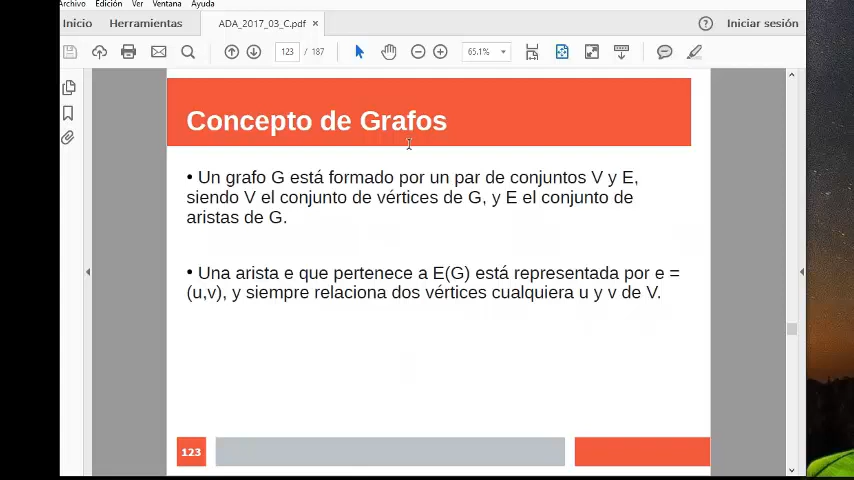 Archivo Edición Ver Ventana Ayuda
Inicio Herramientas ADA_2017_03_C.pdf × ? Iniciar sesión
123 / 187 65.1%
Concepto de Grafos
• Un grafo G está formado por un par de conjuntos V y E,
siendo V el conjunto de vértices de G, y E el conjunto de
aristas de G.
• Una arista e que pertenece a E(G) está representada por e =
(u,v), y siempre relaciona dos vértices cualquiera u y v de V.
123